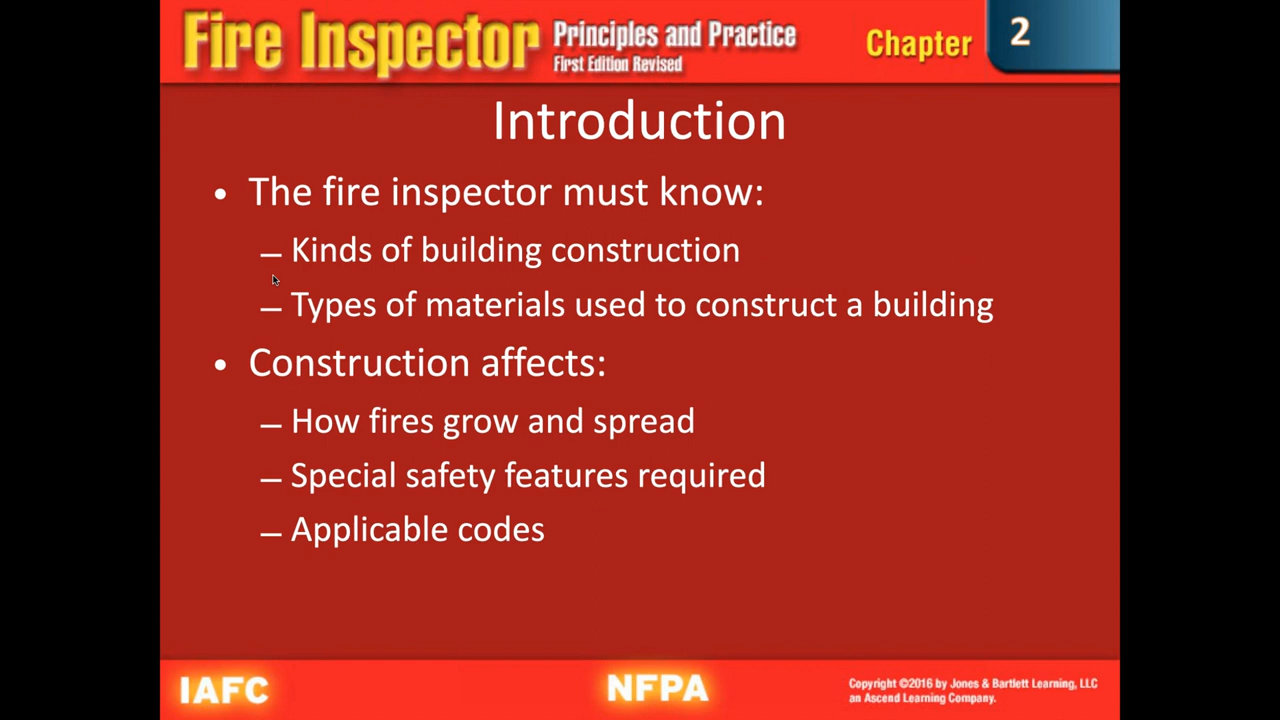 Fire Inspector Principles and Practice
First Edition Revised
Chapter 2
Introduction
• The fire inspector must know:
– Kinds of building construction
– Types of materials used to construct a building
• Construction affects:
– How fires grow and spread
– Special safety features required
– Applicable codes
IAFC
NFPA
Copyright ©2016 by Jones & Bartlett Learning, LLC
an Ascend Learning Company.